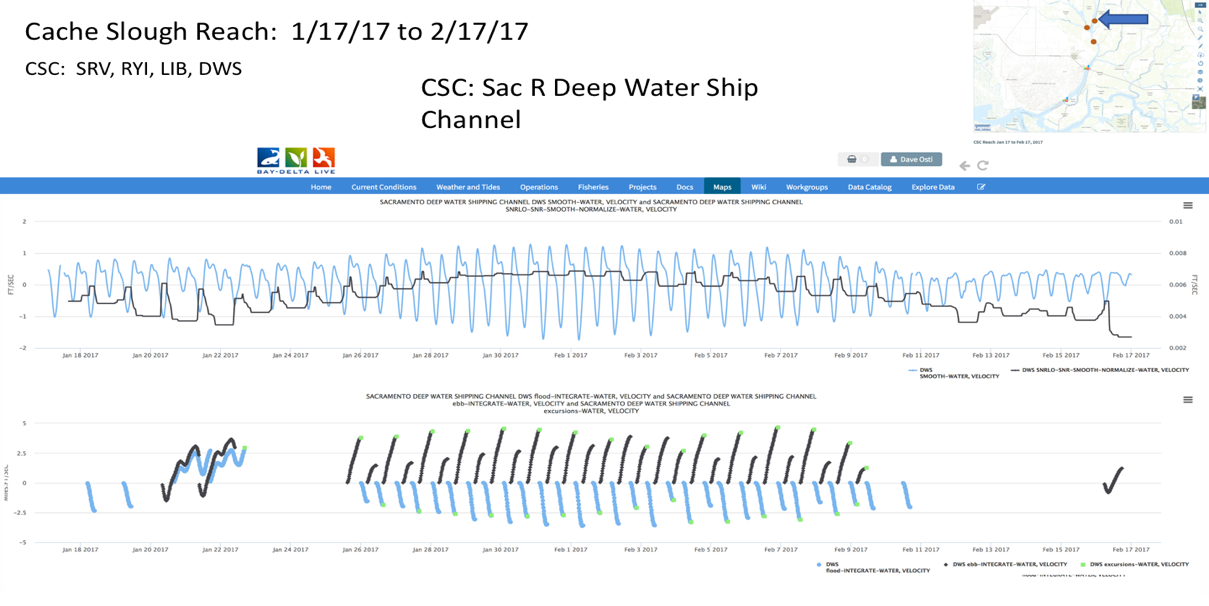 Cache Slough Reach: 1/17/17 to 2/17/17
CSC: SRV, RYI, LIB, DWS
CSC: Sac R Deep Water Ship
Channel
CSC Reach Jan 17 to Feb 17, 2017
BAY-DELTA LIVE
Dave Osti
Home Current Conditions Weather and Tides Operations Fisheries Projects Docs Maps Wiki Workgroups Data Catalog Explore Data
SACRAMENTO DEEP WATER SHIPPING CHANNEL DWS SMOOTH-WATER, VELOCITY and SACRAMENTO DEEP WATER SHIPPING CHANNEL
SNRLO-SNR-SMOOTH-NORMALIZE-WATER, VELOCITY
2 0.01
1 0.008
0 0.006
-1 0.004
-2 0.002
FT/SEC
FT/SEC
Jan 18 2017 Jan 20 2017 Jan 22 2017 Jan 24 2017 Jan 26 2017 Jan 28 2017 Jan 30 2017 Feb 1 2017 Feb 3 2017 Feb 5 2017 Feb 7 2017 Feb 9 2017 Feb 11 2017 Feb 13 2017 Feb 15 2017 Feb 17 2017
DWS DWS SNRLO-SNR-SMOOTH-NORMALIZE-WATER, VELOCITY
SMOOTH-WATER, VELOCITY
SACRAMENTO DEEP WATER SHIPPING CHANNEL DWS flood-INTEGRATE-WATER, VELOCITY and SACRAMENTO DEEP WATER SHIPPING CHANNEL
ebb-INTEGRATE-WATER, VELOCITY and SACRAMENTO DEEP WATER SHIPPING CHANNEL
excursions-WATER, VELOCITY
5
2.5
0
-2.5
-5
Jan 18 2017 Jan 20 2017 Jan 22 2017 Jan 24 2017 Jan 26 2017 Jan 28 2017 Jan 30 2017 Feb 1 2017 Feb 3 2017 Feb 5 2017 Feb 7 2017 Feb 9 2017 Feb 11 2017 Feb 13 2017 Feb 15 2017 Feb 17 2017
DWS DWS ebb-INTEGRATE-WATER, VELOCITY DWS excursions-WATER, VELOCITY
flood-INTEGRATE-WATER, VELOCITY
flood-INTEGRATE-WATER, VELOCITY